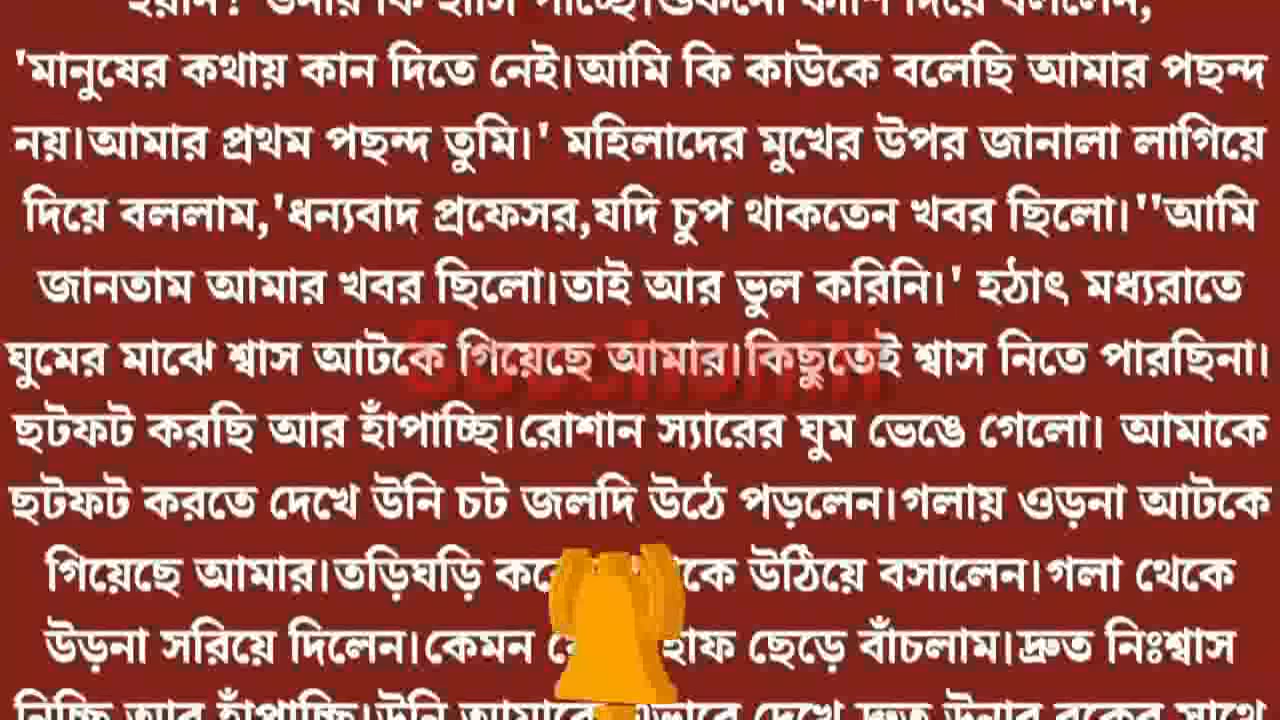 'মানুষের কথায় কান দিতে নেই।আমি কি কাউকে বলেছি আমার পছন্দ
নয়।আমার প্রথম পছন্দ তুমি।' মহিলাদের মুখের উপর জানালা লাগিয়ে
দিয়ে বললাম,'ধন্যবাদ প্রফেসর,যদি চুপ থাকতেন খবর ছিলো।''আমি
জানতাম আমার খবর ছিলো।তাই আর ভুল করিনি।' হঠাৎ মধ্যরাতে
ঘুমের মাঝে শ্বাস আটকে গিয়েছে আমার।কিছুতেই শ্বাস নিতে পারছিনা।
ছটফট করছি আর হাঁপাচ্ছি।রোশান স্যারের ঘুম ভেঙে গেলো। আমাকে
ছটফট করতে দেখে উনি চট জলদি উঠে পড়লেন।গলায় ওড়না আটকে
গিয়েছে আমার।তড়িঘড়ি উঠিয়ে বসালেন।গলা থেকে
উড়না সরিয়ে দিলেন।কেমন হাফ ছেড়ে বাঁচলাম।দ্রুত নিঃশ্বাস